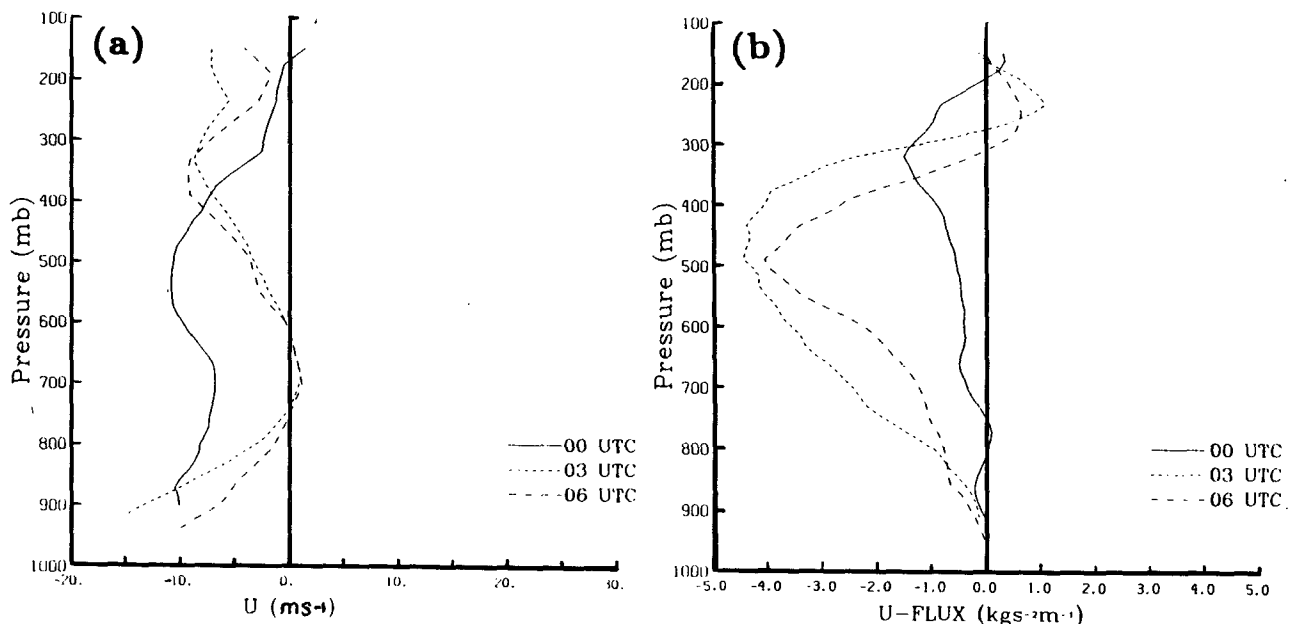 (a)
100
200
300
400
500
600
700
800
900
1000
Pressure (mb)
-20. -10. 0. 10. 20. 30.
U (ms⁻¹)
00 UTC
03 UTC
06 UTC
(b)
100
200
300
400
500
600
700
800
900
1000
Pressure (mb)
-5.0 -4.0 -3.0 -2.0 -1.0 0.0 1.0 2.0 3.0 4.0 5.0
U-FLUX (kgs⁻²m⁻¹)
00 UTC
03 UTC
06 UTC